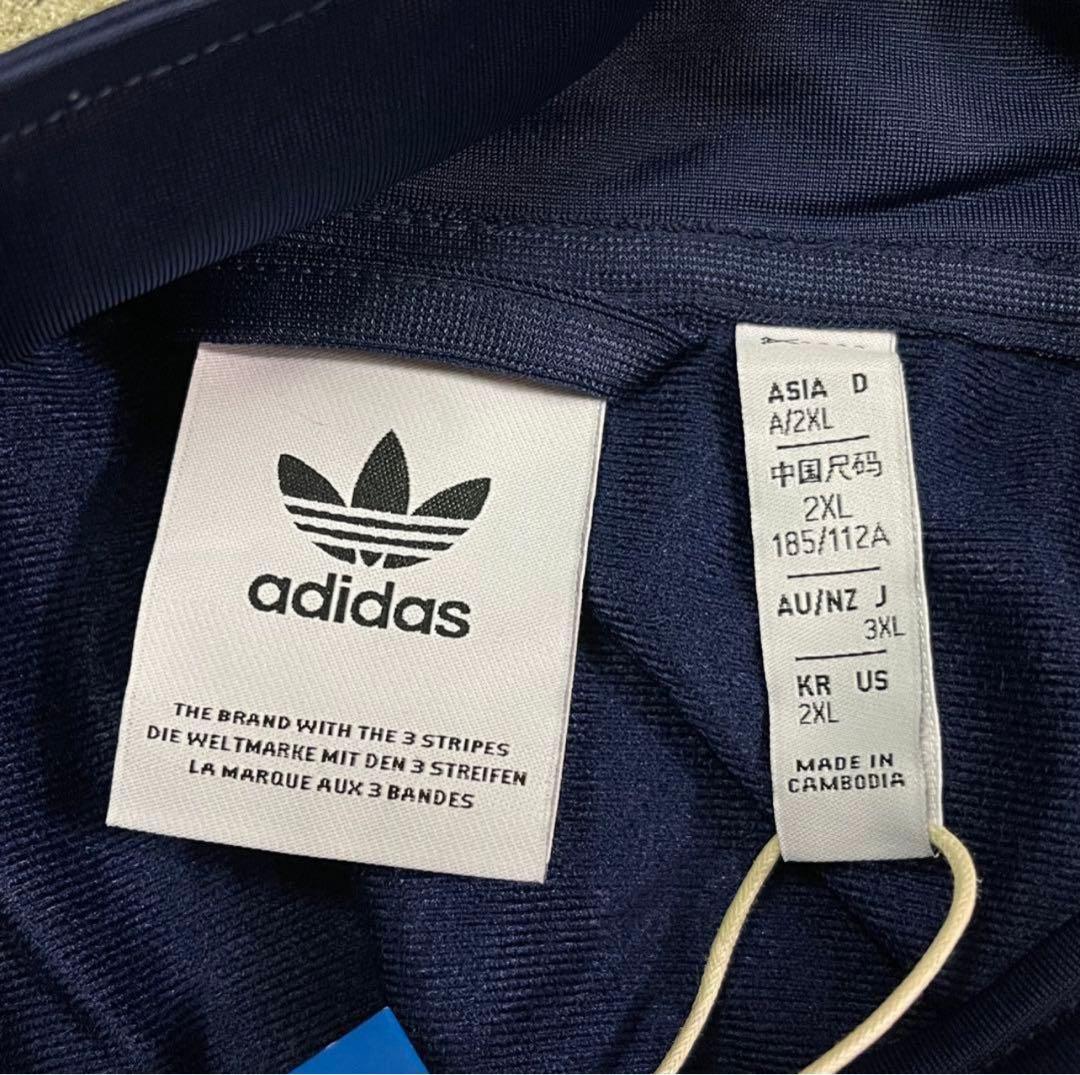 adidas
THE BRAND WITH THE 3 STRIPES
DIE WELTMARKE MIT DEN 3 STREIFEN
LA MARQUE AUX 3 BANDES
ASIA D
A/2XL
中国尺码
2XL
185/112A
AU/NZ J
3XL
KR US
2XL
MADE IN
CAMBODIA